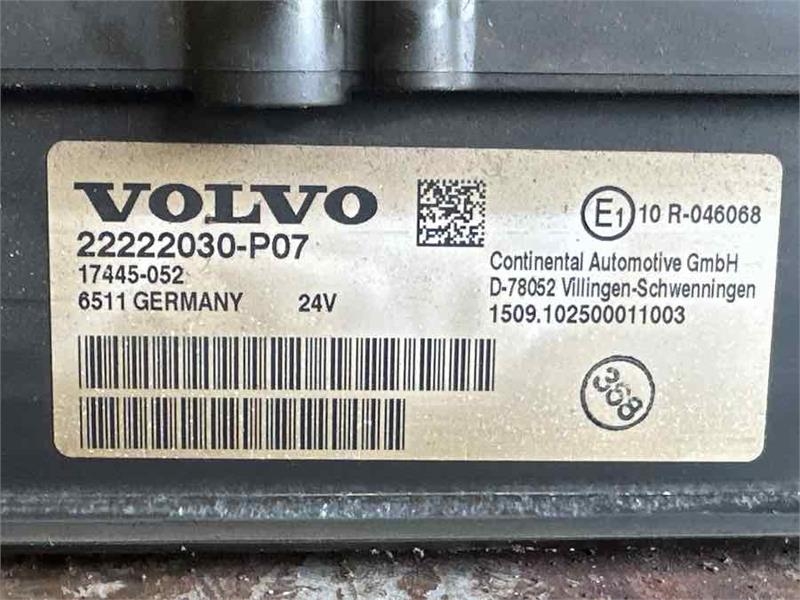 VOLVO
22222030-P07
17445-052
6511 GERMANY 24V
E1 10 R-046068
Continental Automotive GmbH
D-78052 Villingen-Schwenningen
1509.102500011003
368